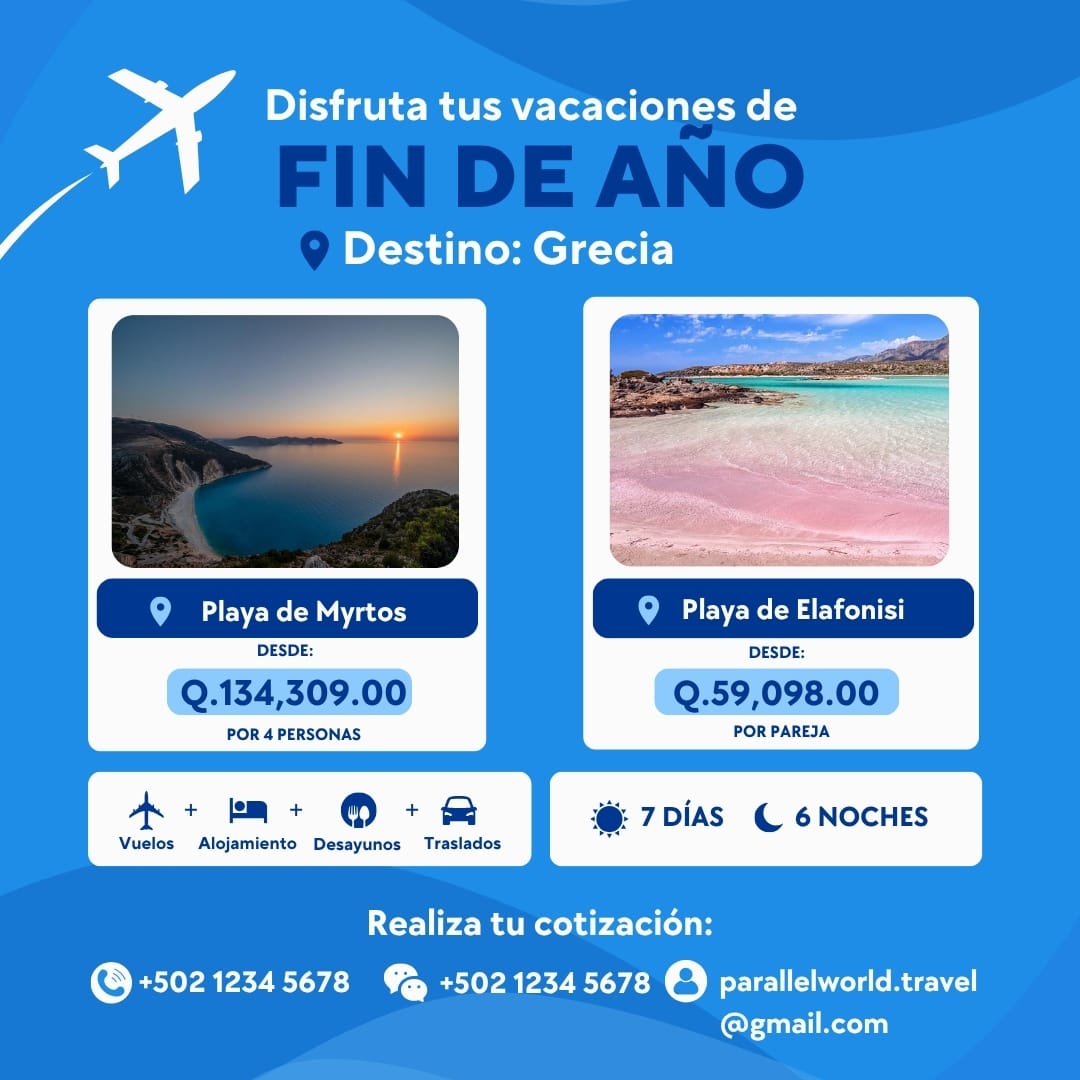 Disfruta tus vacaciones de
FIN DE AÑO
Destino: Grecia
Playa de Myrtos
DESDE:
Q.134,309.00
POR 4 PERSONAS
Playa de Elafonisi
DESDE:
Q.59,098.00
POR PAREJA
Vuelos + Alojamiento + Desayunos + Traslados
7 DÍAS 6 NOCHES
Realiza tu cotización:
+502 1234 5678 +502 1234 5678 parallelworld.travel
@gmail.com